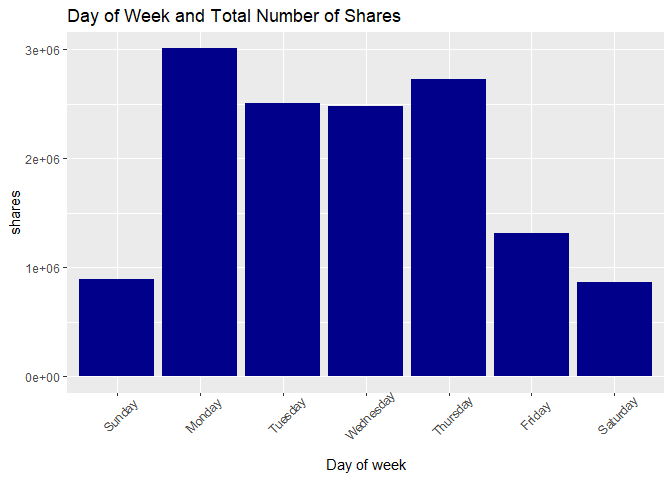 Day of Week and Total Number of Shares
3e+06
2e+06
1e+06
0e+00
shares
Sunday
Monday
Tuesday
Wednesday
Thursday
Friday
Saturday
Day of week